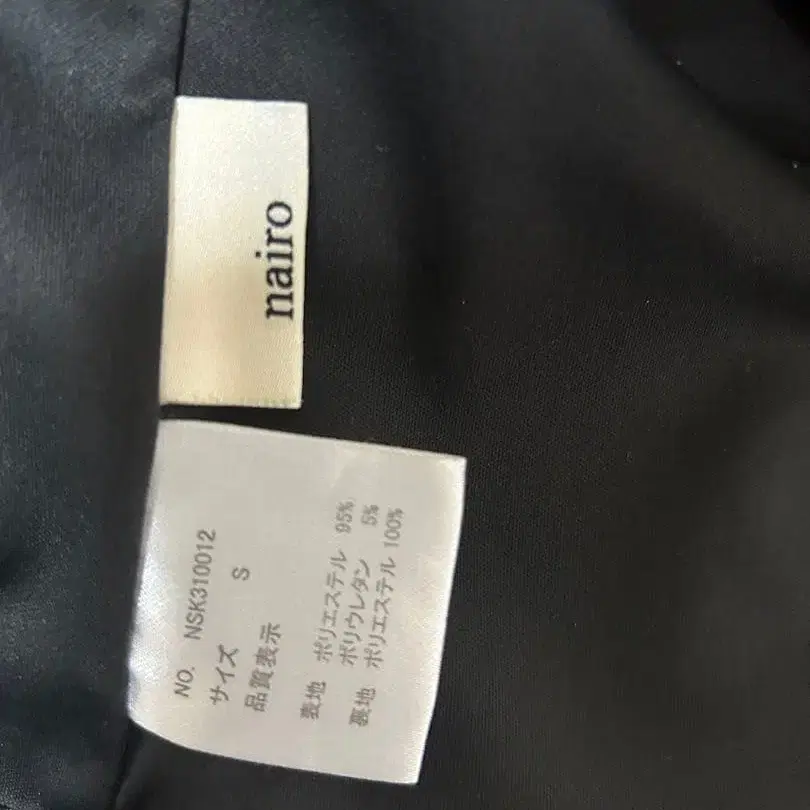 nairo
NO. NSK310012
サイズ S
品質表示
表地 ポリエステル 95%
ポリウレタン 5%
裏地 ポリエステル 100%